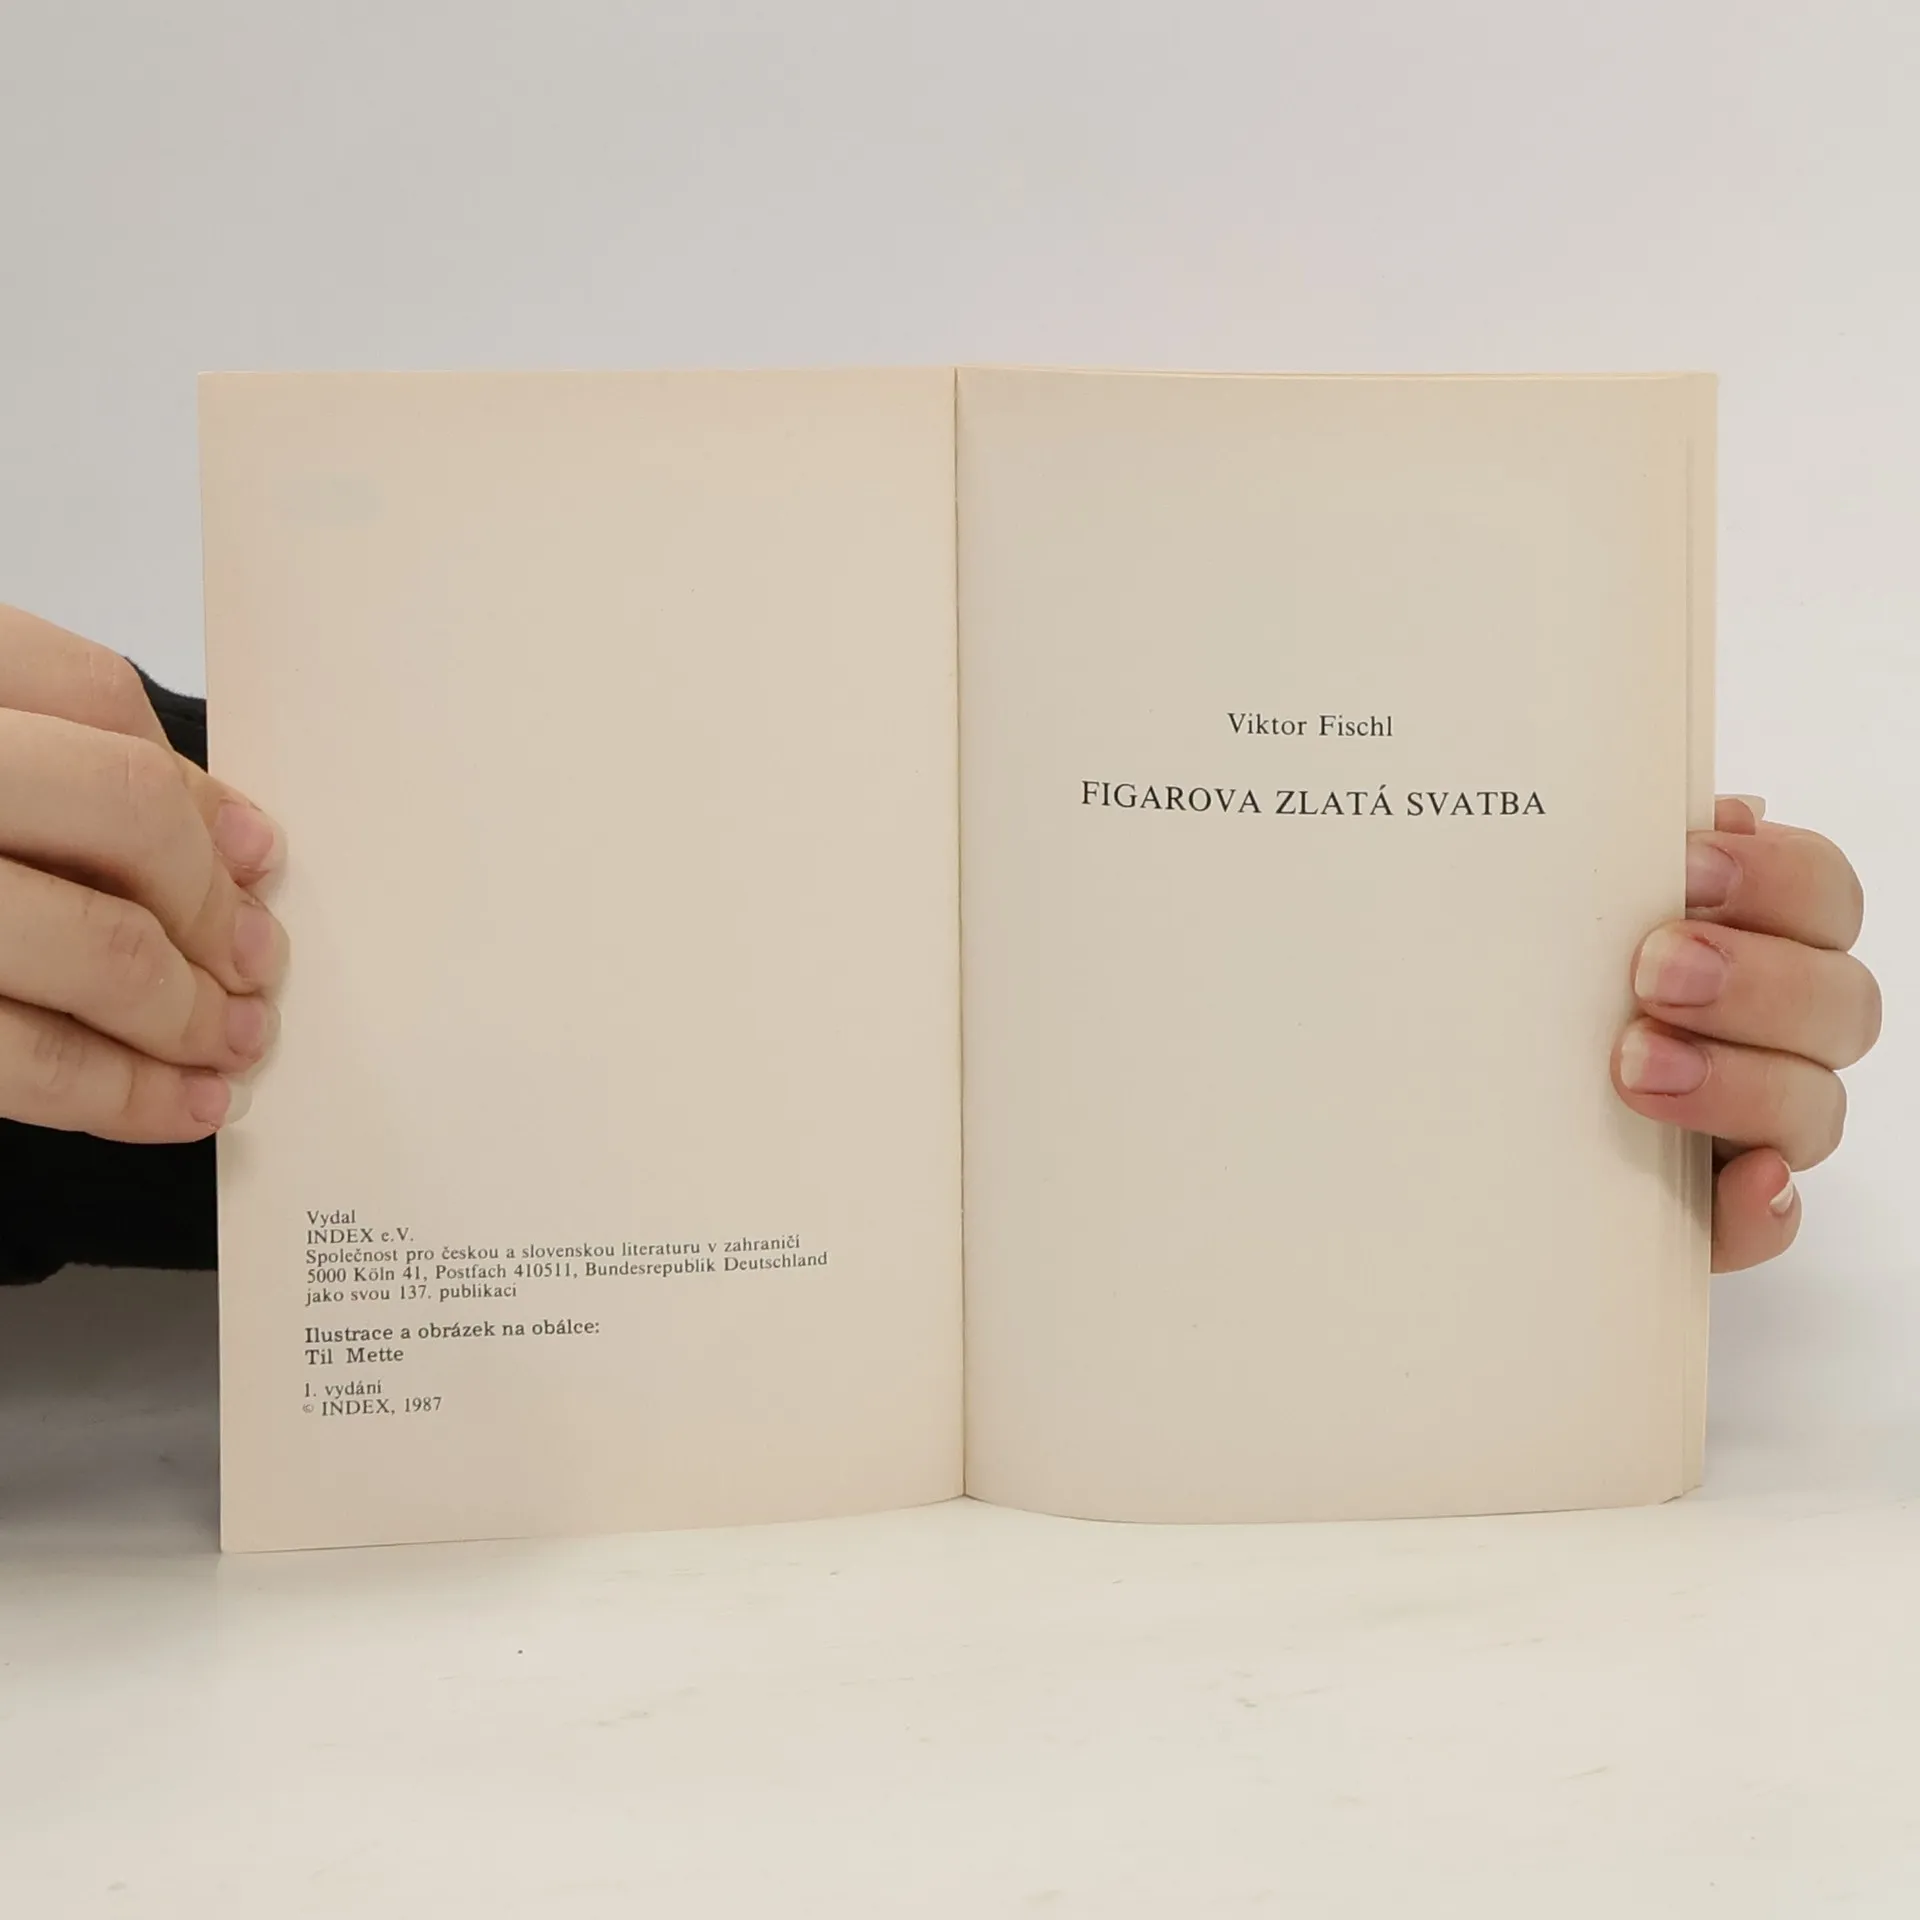 Vydal
INDEX e.V.
Společnost pro českou a slovenskou literaturu v zahraničí
5000 Köln 41, Postfach 410511, Bundesrepublik Deutschland
jako svou 137. publikaci
Ilustrace a obrázek na obálce:
Til Mette
1. vydání
© INDEX, 1987
Viktor Fischl
FIGAROVA ZLATÁ SVATBA